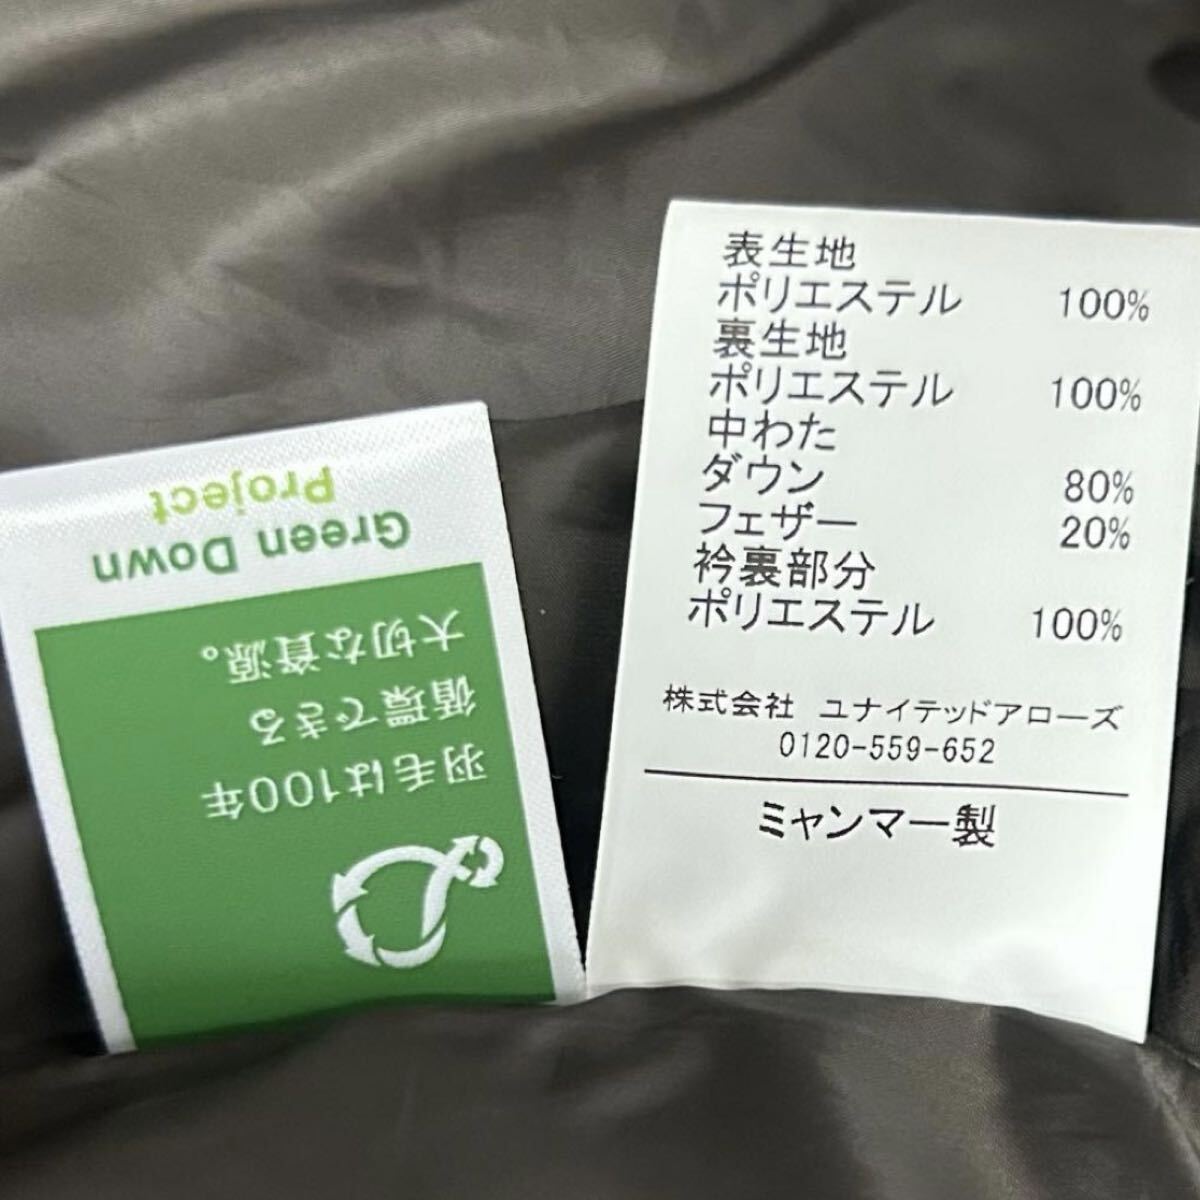 表生地
ポリエステル 100%
裏生地
ポリエステル 100%
中わた
ダウン 80%
フェザー 20%
衿裏部分
ポリエステル 100%
株式会社 ユナイテッドアローズ
0120-559-652
ミャンマー製
羽毛は100年
循環できる
大切な資源。
Green Down
Project